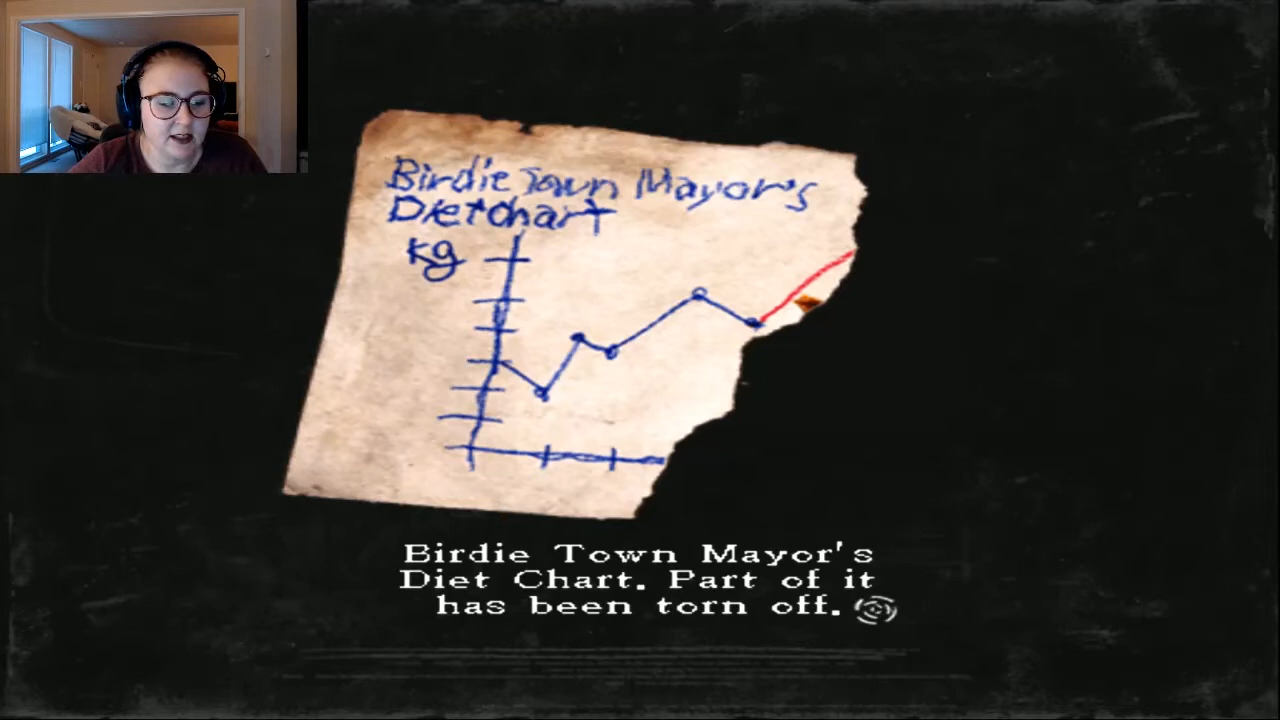 Birdie Town Mayor's
Dietchart
kg
Birdie Town Mayor's
Diet Chart. Part of it
has been torn off.